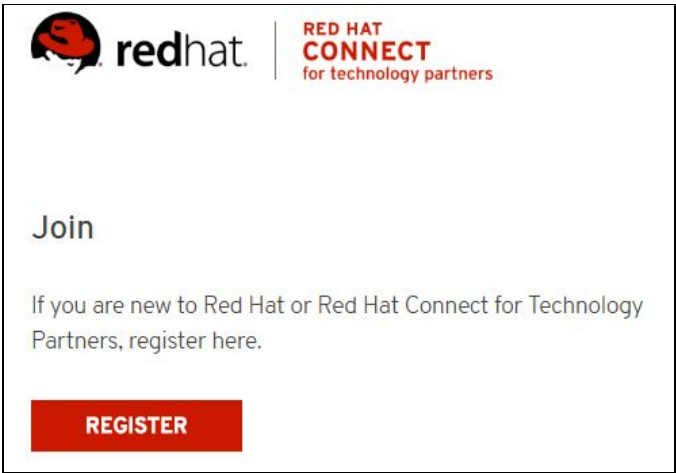 redhat.
RED HAT
CONNECT
for technology partners
Join
If you are new to Red Hat or Red Hat Connect for Technology
Partners, register here.
REGISTER